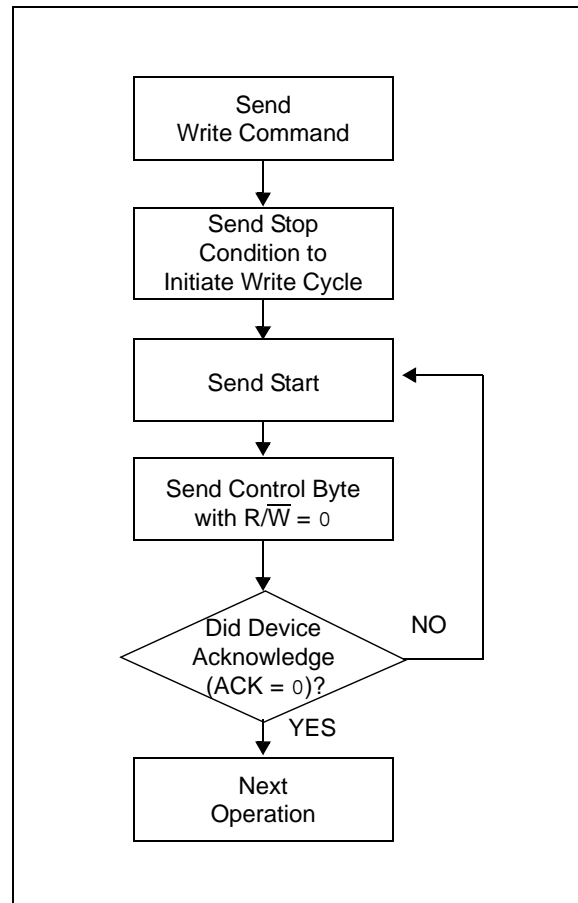 Send
Write Command
Send Stop
Condition to
Initiate Write Cycle
Send Start
Send Control Byte
with R/W̅ = 0
Did Device
Acknowledge
(ACK = 0)?
NO
YES
Next
Operation